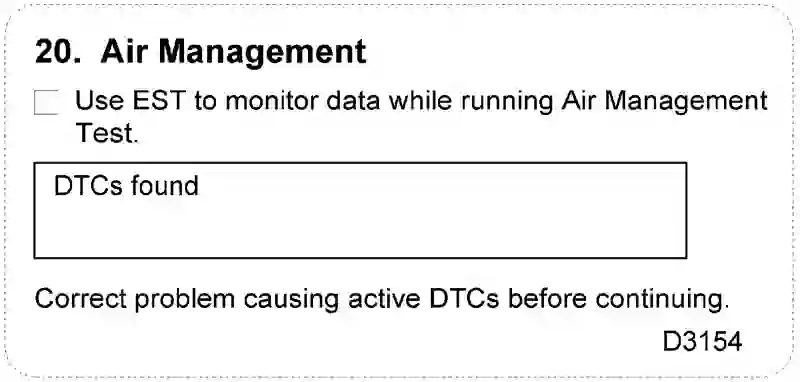 20. Air Management
Use EST to monitor data while running Air Management
Test.
DTCs found
Correct problem causing active DTCs before continuing.
D3154